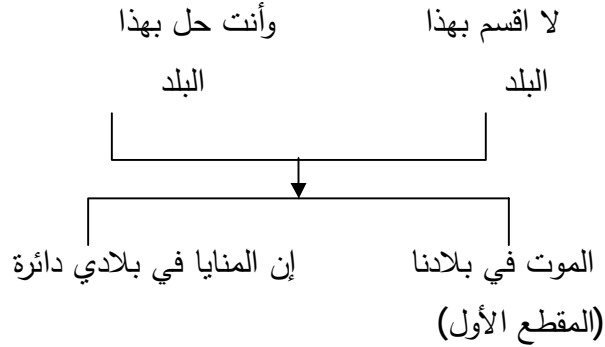 لا اقسم بهذا
البلد
وأنت حل بهذا
البلد
الموت في بلادنا
(المقطع الأول)
إن المنايا في بلادي دائرة